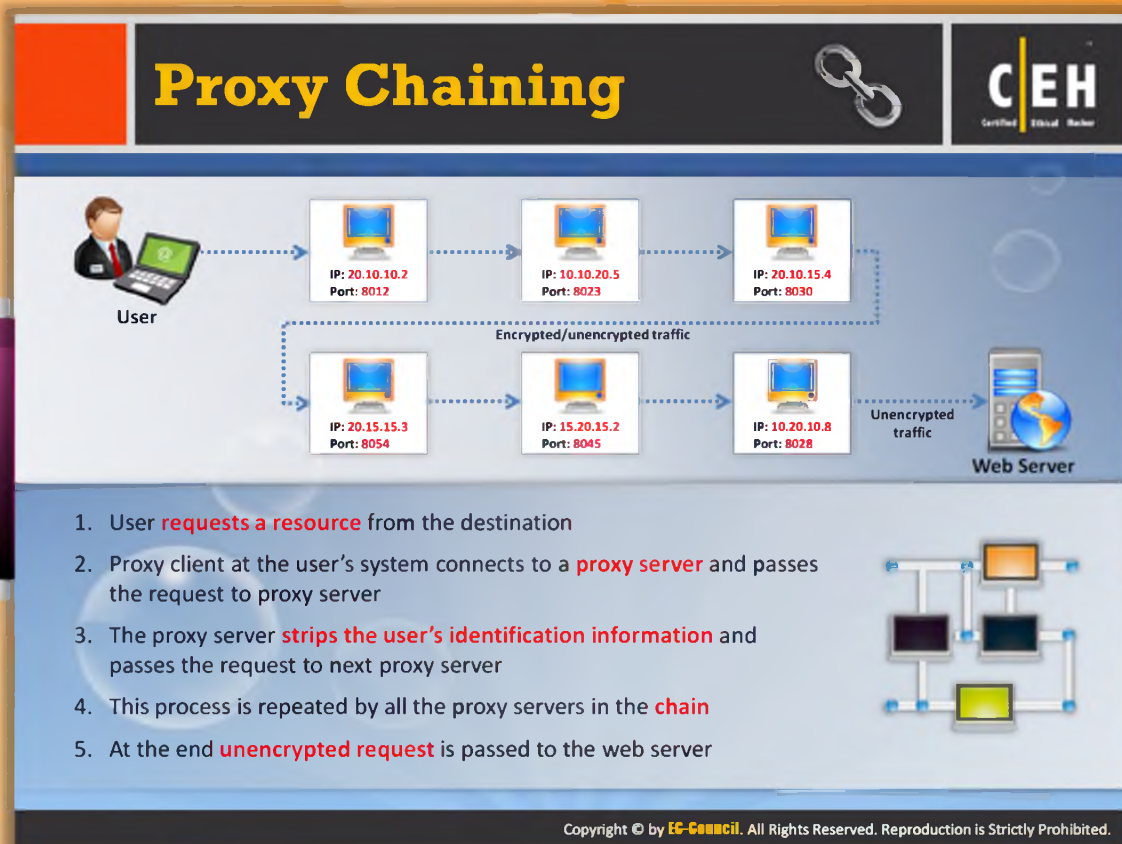 Proxy Chaining
CEH
Certified Ethical Hacker
IP: 20.10.10.2
Port: 8012
IP: 10.10.20.5
Port: 8023
IP: 20.10.15.4
Port: 8030
User
Encrypted/unencrypted traffic
IP: 20.15.15.3
Port: 8054
IP: 15.20.15.2
Port: 8045
IP: 10.20.10.8
Port: 8028
Unencrypted
traffic
Web Server
1. User requests a resource from the destination
2. Proxy client at the user's system connects to a proxy server and passes
the request to proxy server
3. The proxy server strips the user's identification information and
passes the request to next proxy server
4. This process is repeated by all the proxy servers in the chain
5. At the end unencrypted request is passed to the web server
Copyright © by EC-Council. All Rights Reserved. Reproduction is Strictly Prohibited.